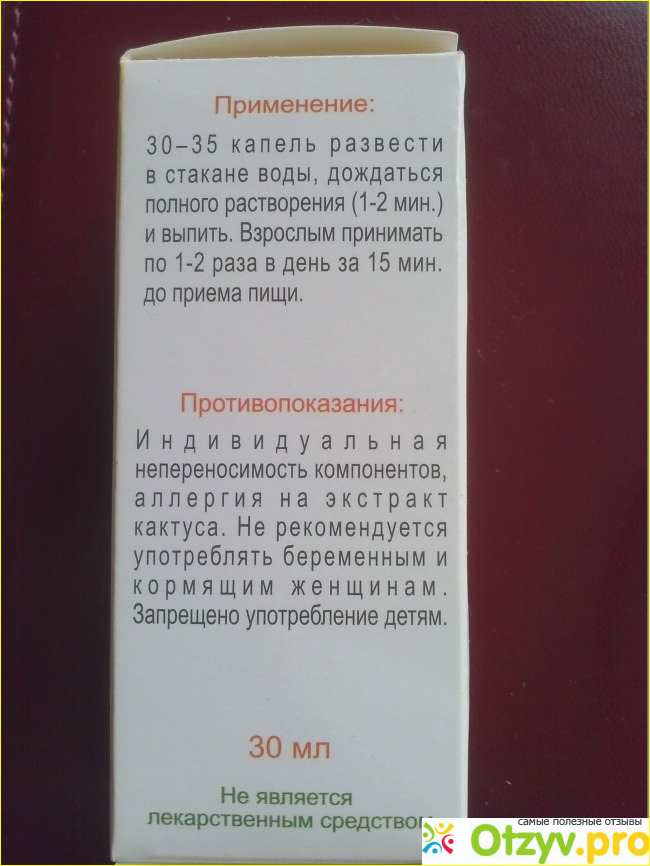 Применение:
30-35 капель развести
в стакане воды, дождаться
полного растворения (1-2 мин.)
и выпить. Взрослым принимать
по 1-2 раза в день за 15 мин.
до приема пищи.
Противопоказания:
Индивидуальная
непереносимость компонентов,
аллергия на экстракт
кактуса. Не рекомендуется
употреблять беременным и
кормящим женщинам.
Запрещено употребление детям.
30 мл
Не является
лекарственным средством
самые полезные отзывы
Otzyv.pro